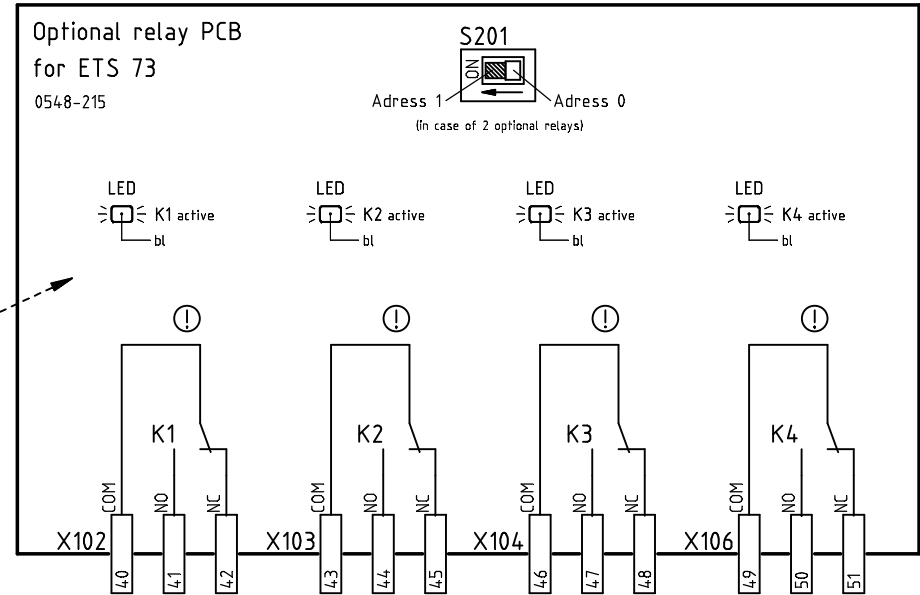 Optional relay PCB
for ETS 73
0548-215
S201
ON
Adress 1
Adress 0
(in case of 2 optional relays)
LED
K1 active
bl
LED
K2 active
bl
LED
K3 active
bl
LED
K4 active
bl
!
!
!
!
K1
K2
K3
K4
COM
NO
NC
COM
NO
NC
COM
NO
NC
COM
NO
NC
X102
X103
X104
X106
40
41
42
43
44
45
46
47
48
49
50
51